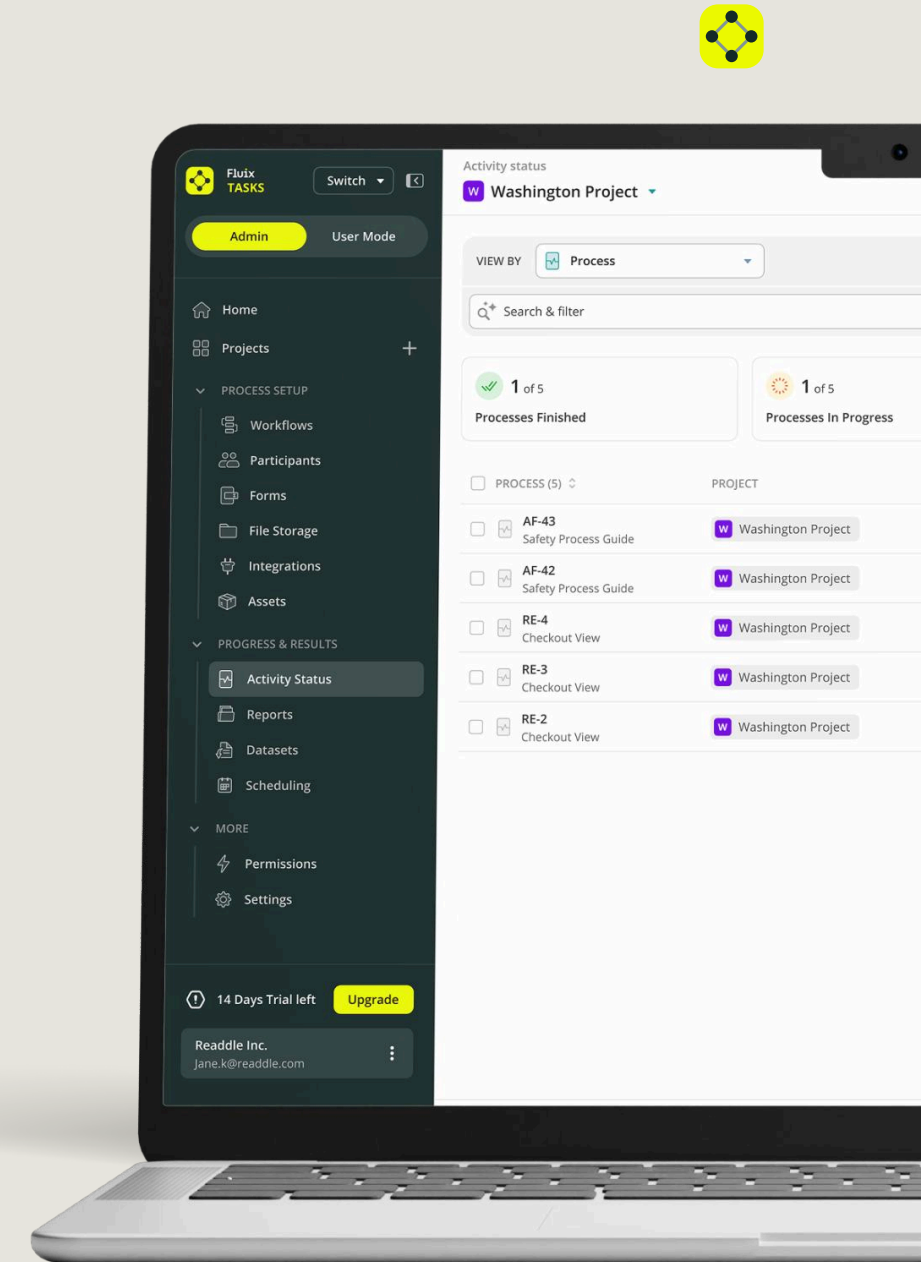 Fluix
TASKS
Switch
Admin
User Mode
Home
Projects
PROCESS SETUP
Workflows
Participants
Forms
File Storage
Integrations
Assets
PROGRESS & RESULTS
Activity Status
Reports
Datasets
Scheduling
MORE
Permissions
Settings
14 Days Trial left
Upgrade
Readdle Inc.
Jane.k@readdle.com
Activity status
W Washington Project
VIEW BY
Process
Search & filter
1 of 5
Processes Finished
1 of 5
Processes In Progress
PROCESS (5)
PROJECT
AF-43
Safety Process Guide
W Washington Project
AF-42
Safety Process Guide
W Washington Project
RE-4
Checkout View
W Washington Project
RE-3
Checkout View
W Washington Project
RE-2
Checkout View
W Washington Project